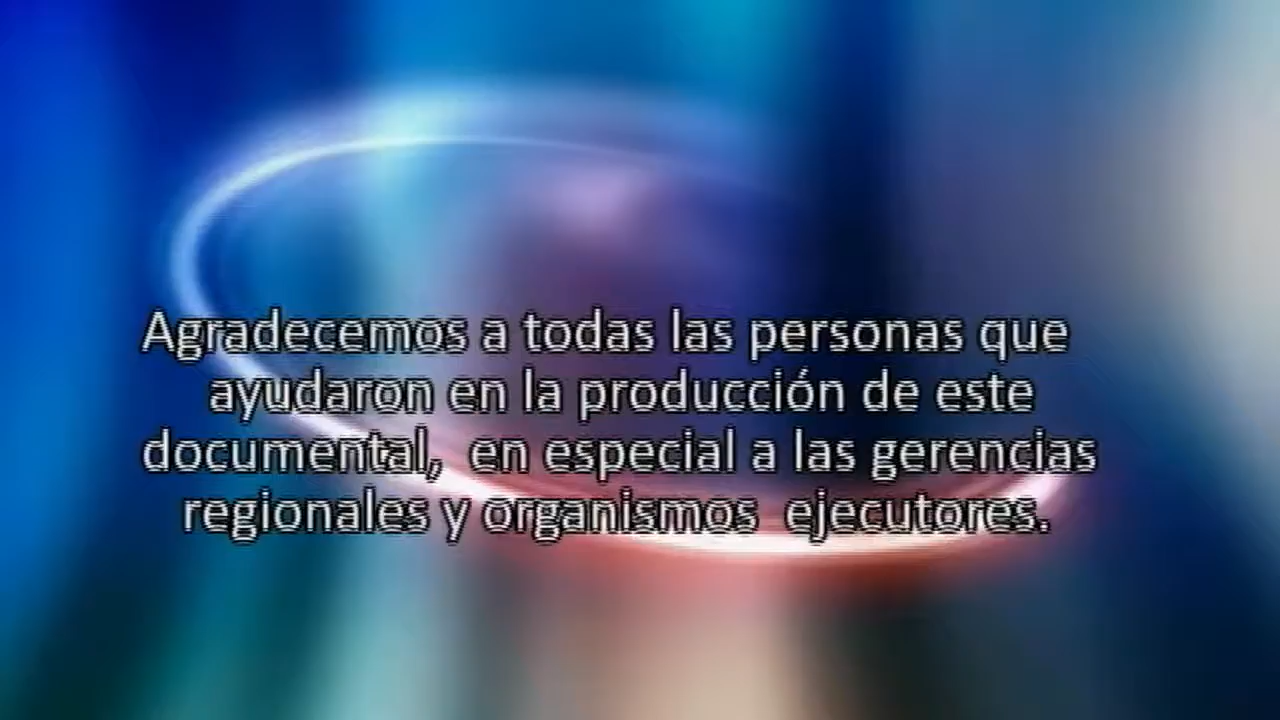 Agradecemos a todas las personas que
ayudaron en la producción de este
documental,  en especial a las gerencias
regionales y organismos  ejecutores.